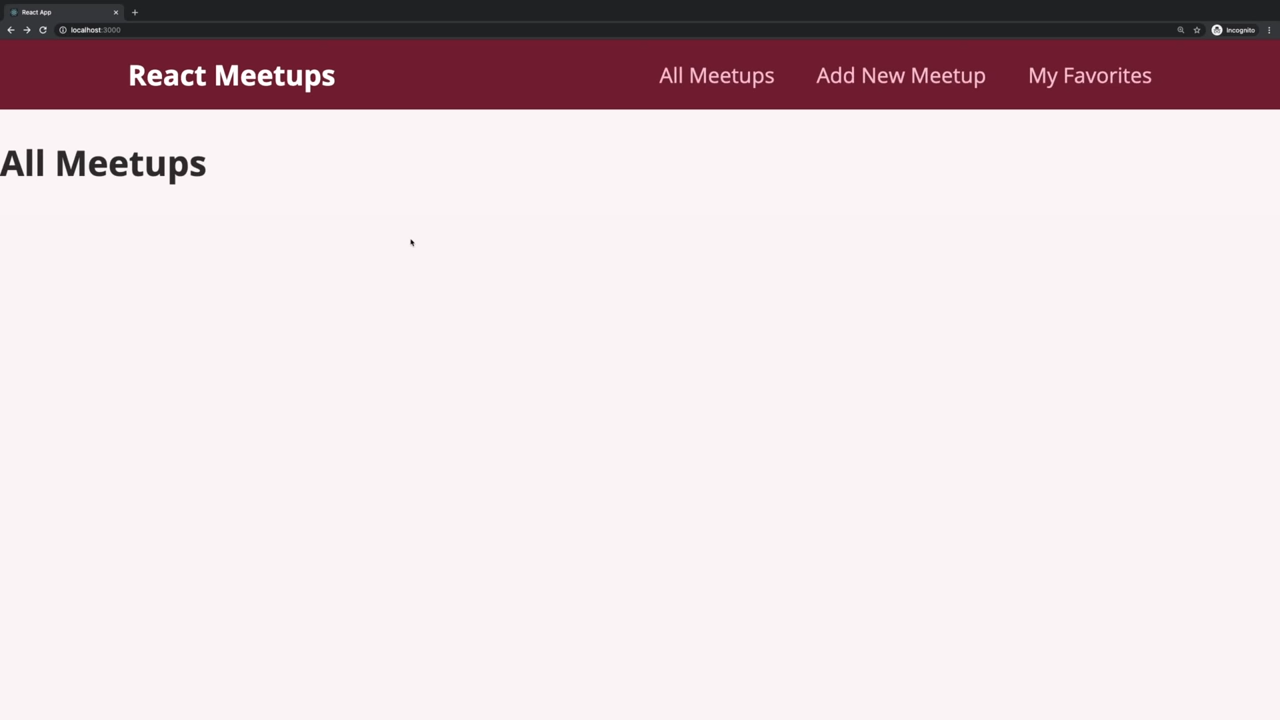 React App
localhost:3000
Incognito
React Meetups
All Meetups
Add New Meetup
My Favorites
All Meetups